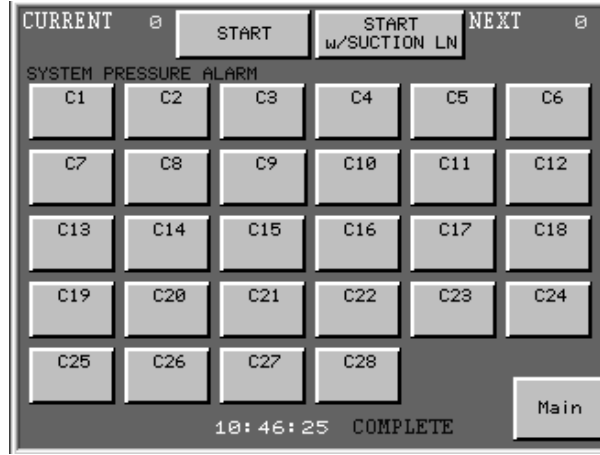 CURRENT 0 START START w/SUCTION LN NEXT 0
SYSTEM PRESSURE ALARM
C1 C2 C3 C4 C5 C6
C7 C8 C9 C10 C11 C12
C13 C14 C15 C16 C17 C18
C19 C20 C21 C22 C23 C24
C25 C26 C27 C28
Main
10:46:25 COMPLETE